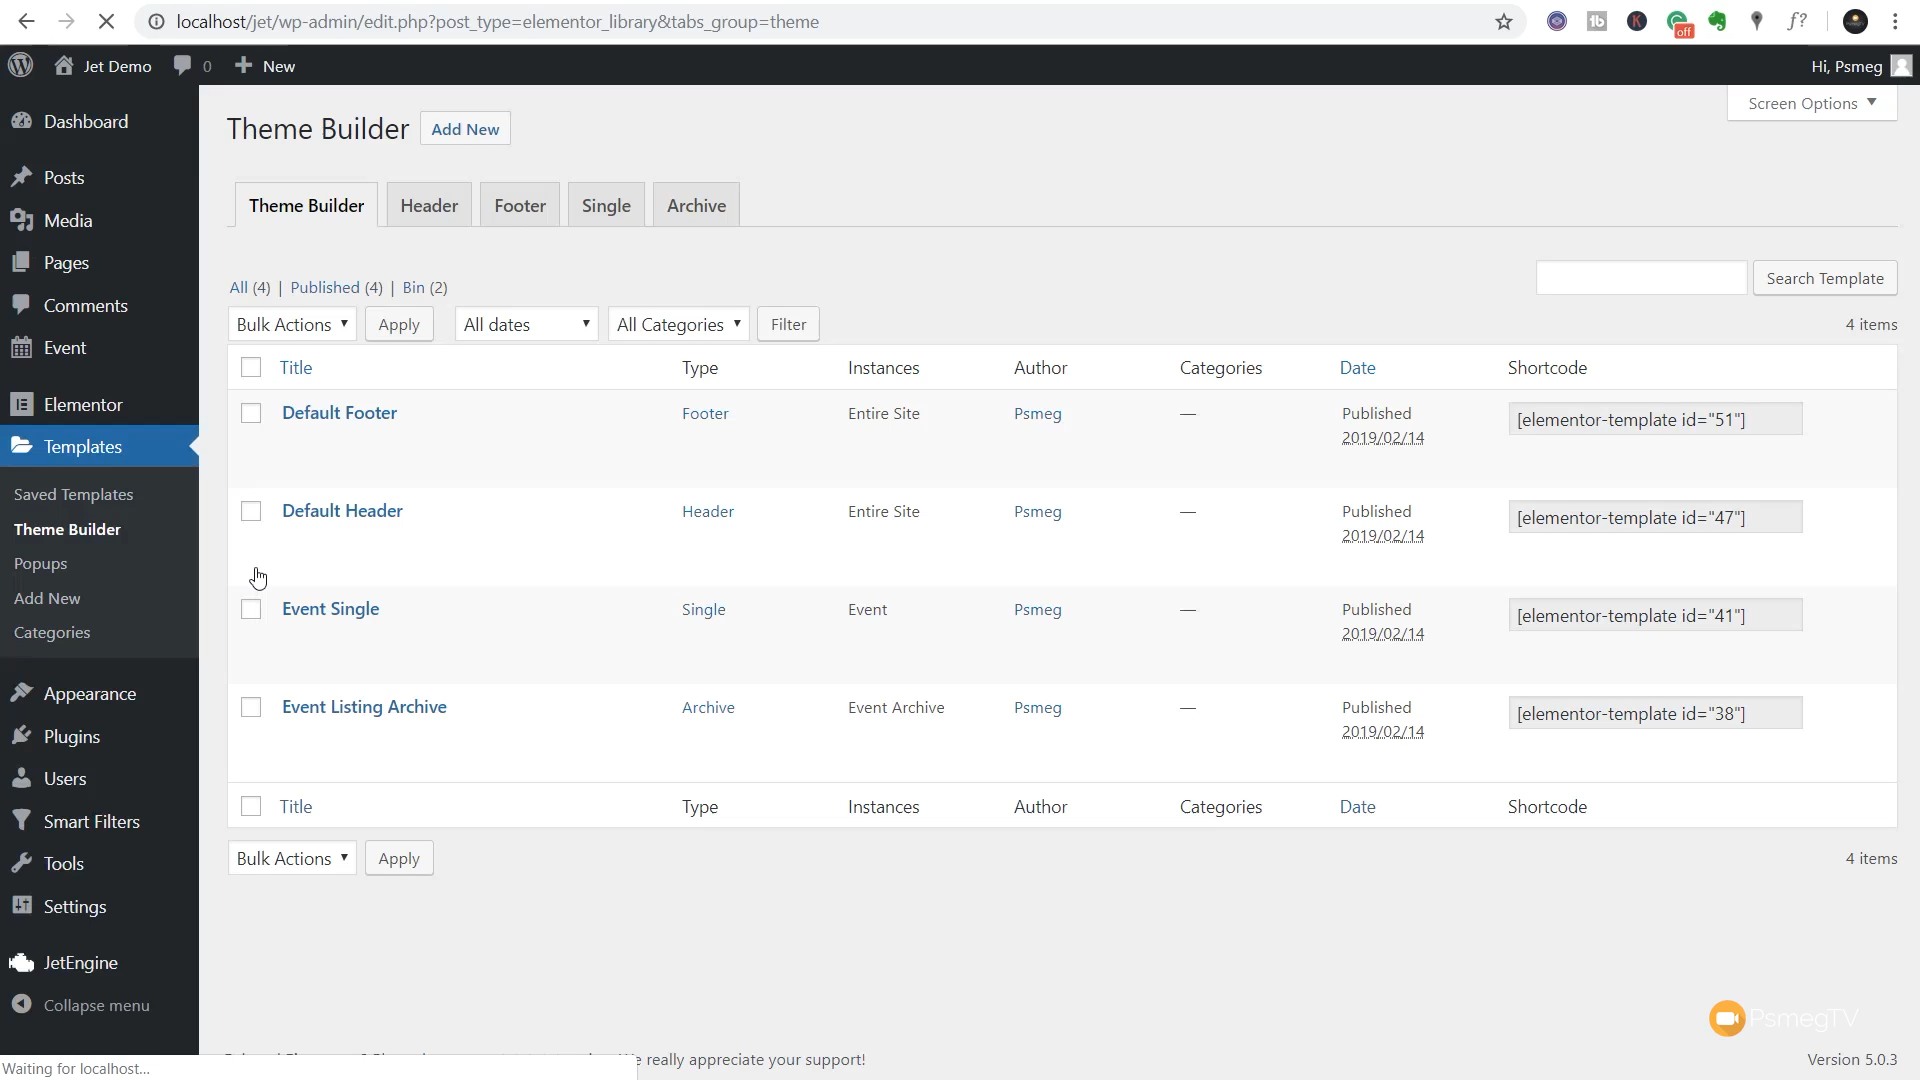 localhost/jet/wp-admin/edit.php?post_type=elementor_library&tabs_group=theme
off
f?
Jet Demo 0 New Hi, Psmeg
Screen Options
Theme Builder Add New
Theme Builder Header Footer Single Archive
All (4) | Published (4) | Bin (2)
Search Template
Bulk Actions Apply All dates All Categories Filter 4 items
Title Type Instances Author Categories Date Shortcode
Default Footer Footer Entire Site Psmeg — Published [elementor-template id="51"]
2019/02/14
Default Header Header Entire Site Psmeg — Published [elementor-template id="47"]
2019/02/14
Event Single Single Event Psmeg — Published [elementor-template id="41"]
2019/02/14
Event Listing Archive Archive Event Archive Psmeg — Published [elementor-template id="38"]
2019/02/14
Title Type Instances Author Categories Date Shortcode
Bulk Actions Apply 4 items
Dashboard
Posts
Media
Pages
Comments
Event
Elementor
Templates
Saved Templates
Theme Builder
Popups
Add New
Categories
Appearance
Plugins
Users
Smart Filters
Tools
Settings
JetEngine
Collapse menu
PsmegTV
really appreciate your support! Version 5.0.3
Waiting for localhost...